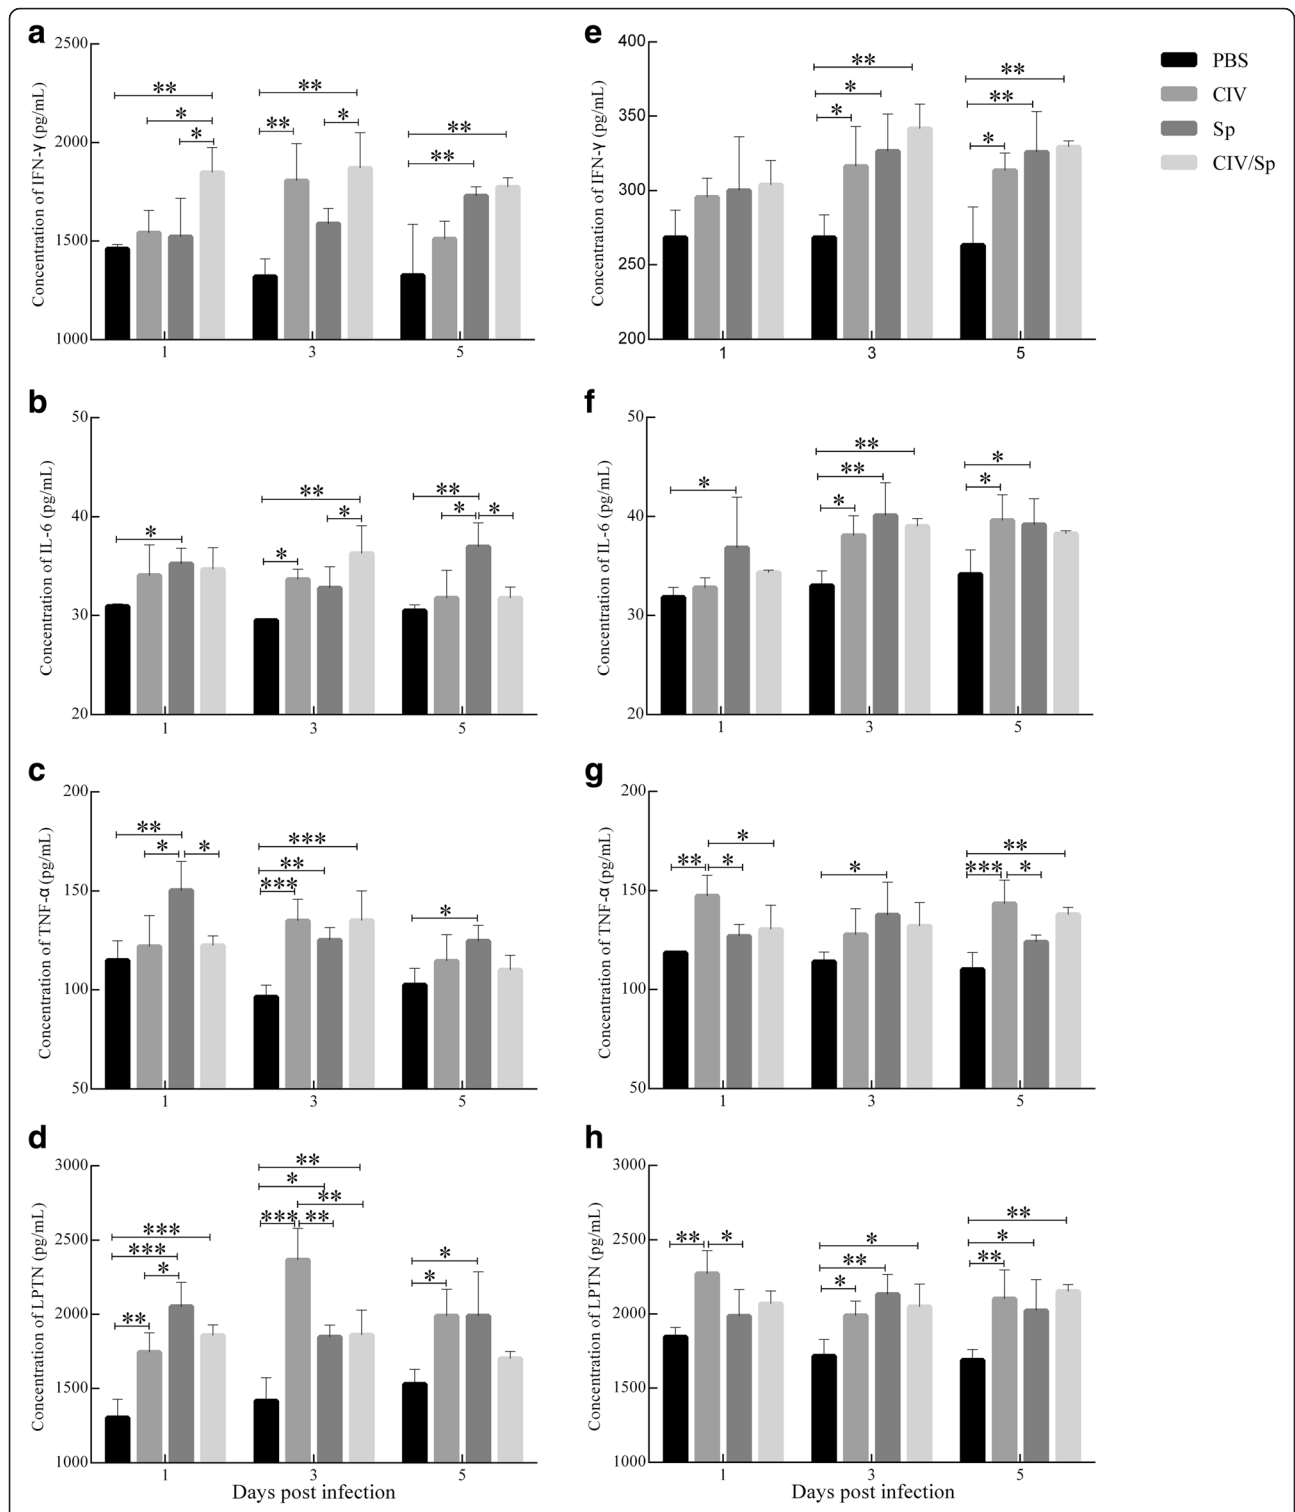 a
Concentration of IFN-γ (pg/mL)
2500
2000
1500
1000
** * *
** ** *
** **
1 3 5
e
Concentration of IFN-γ (pg/mL)
400
350
300
250
200
** * *
** ** *
1 3 5
PBS
CIV
Sp
CIV/Sp
b
Concentration of IL-6 (pg/mL)
50
40
30
20
*
** * *
** * *
1 3 5
f
Concentration of IL-6 (pg/mL)
50
40
30
20
*
** ** *
* *
1 3 5
c
Concentration of TNF-α (pg/mL)
200
150
100
50
** * *
*** ** ***
*
1 3 5
g
Concentration of TNF-α (pg/mL)
200
150
100
50
* ** *
*
** *** *
1 3 5
d
Concentration of LPTN (pg/mL)
3000
2500
2000
1500
1000
*** *** * **
** * ** *** **
* *
1 3 5
Days post infection
h
Concentration of LPTN (pg/mL)
3000
2500
2000
1500
1000
** *
* ** *
** * **
1 3 5
Days post infection